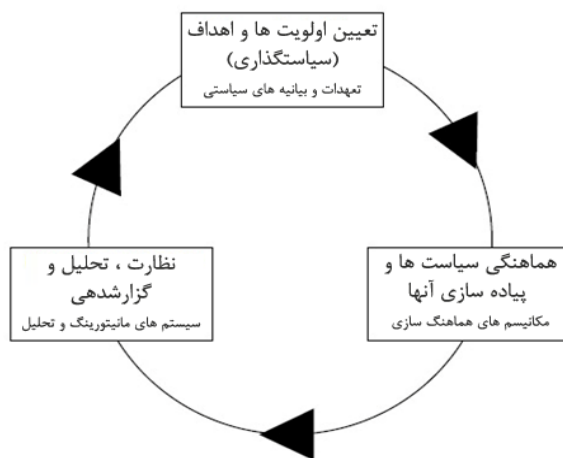 تعیین اولویت ها و اهداف
(سیاستگذاری)
تعهدات و بیانیه های سیاستی
هماهنگی سیاست ها و
پیاده سازی آنها
مکانیسم های هماهنگ سازی
نظارت ، تحلیل و
گزارشدهی
سیستم های مانیتورینگ و تحلیل